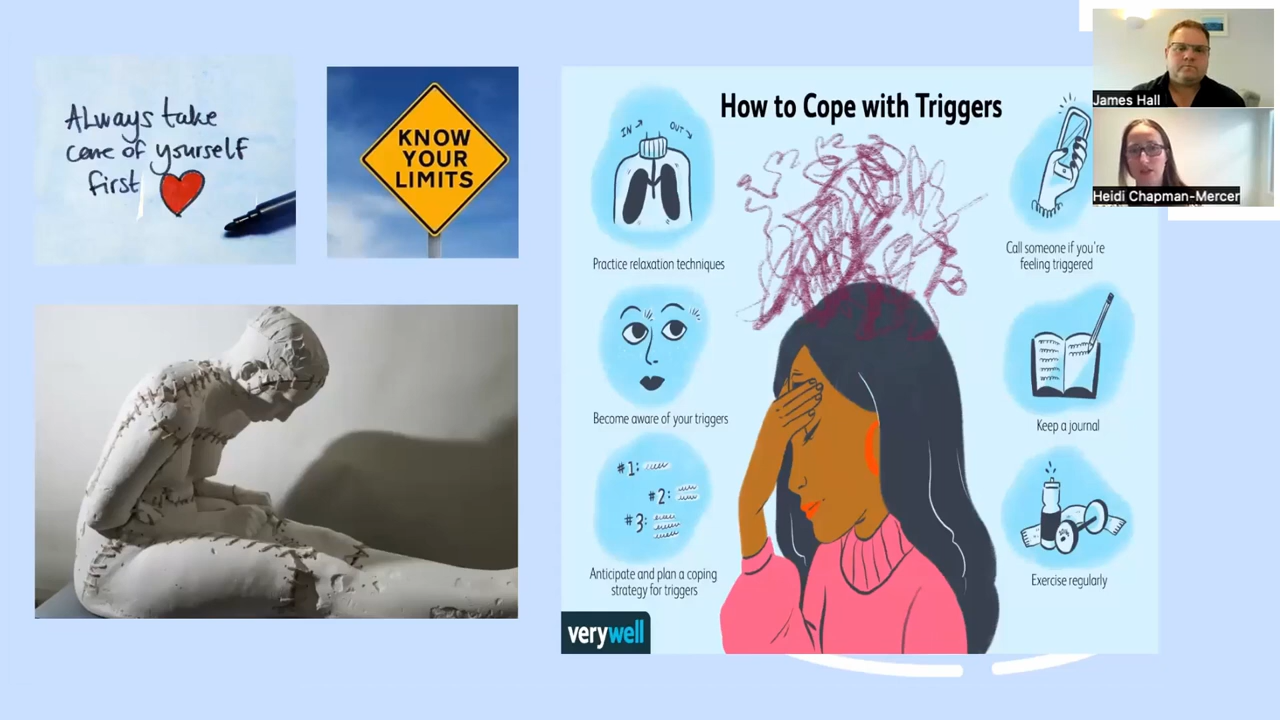 Always take
care of yourself
first
KNOW
YOUR
LIMITS
How to Cope with Triggers
IN
OUT
Practice relaxation techniques
Become aware of your triggers
#1:
#2:
#3:
Anticipate and plan a coping
strategy for triggers
Call someone if you're
feeling triggered
Keep a journal
Exercise regularly
verywell
James Hall
Heidi Chapman-Mercer